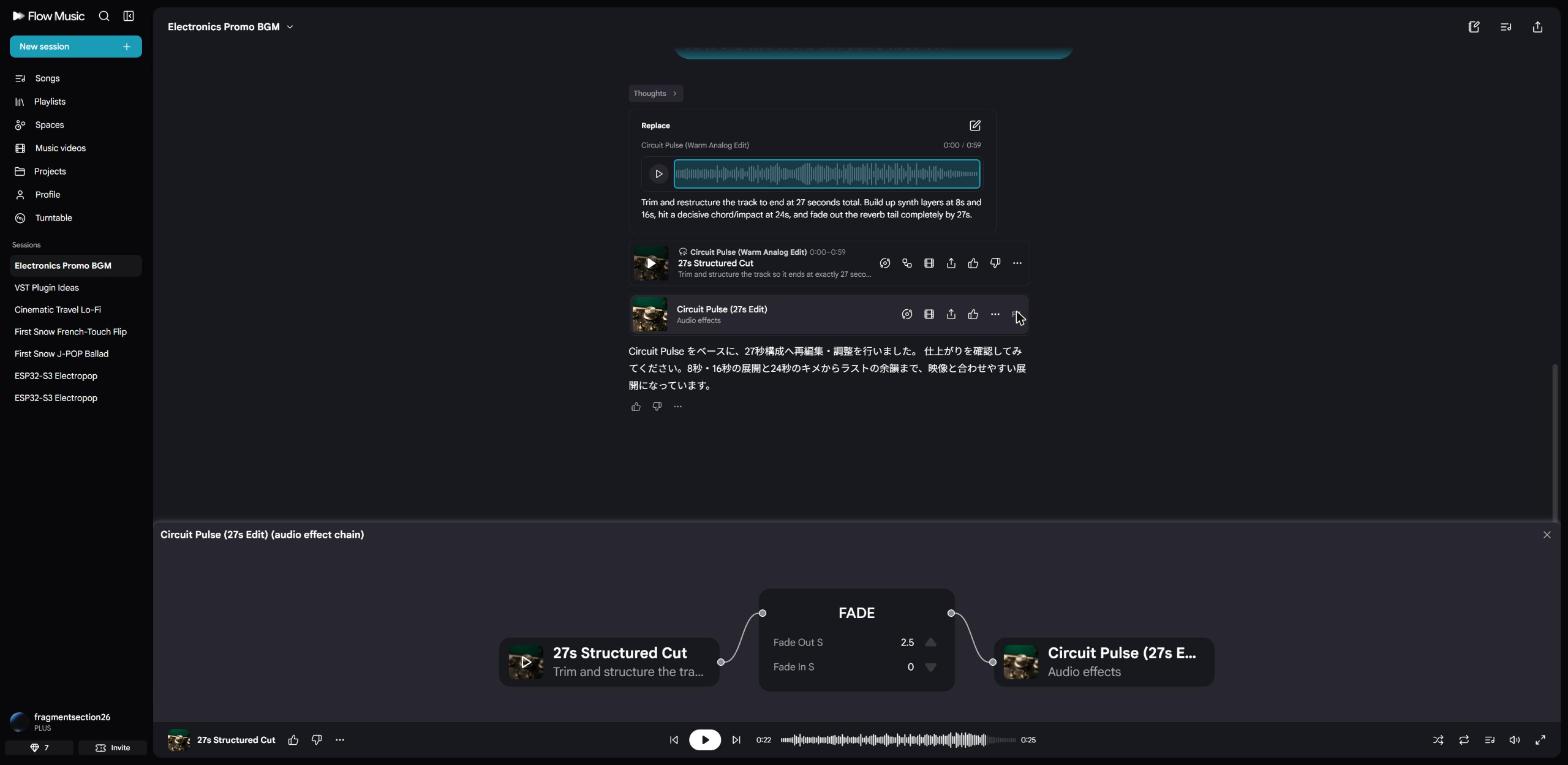 Flow Music
New session
Songs
Playlists
Spaces
Music videos
Projects
Profile
Turntable
Sessions
Electronics Promo BGM
VST Plugin Ideas
Cinematic Travel Lo-Fi
First Snow French-Touch Flip
First Snow J-POP Ballad
ESP32-S3 Electropop
ESP32-S3 Electropop
fragmentsection26
PLUS
7
Invite
Electronics Promo BGM
Thoughts
Replace
Circuit Pulse (Warm Analog Edit)
0:00 / 0:59
Trim and restructure the track to end at 27 seconds total. Build up synth layers at 8s and
16s, hit a decisive chord/impact at 24s, and fade out the reverb tail completely by 27s.
Circuit Pulse (Warm Analog Edit) 0:00-0:59
27s Structured Cut
Trim and structure the track so it ends at exactly 27 seco...
Circuit Pulse (27s Edit)
Audio effects
Circuit Pulse をベースに、27秒構成へ再編集・調整を行いました。 仕上がりを確認してみ
てください。8秒・16秒の展開と24秒のキメからラストの余韻まで、映像と合わせやすい展
開になっています。
Circuit Pulse (27s Edit) (audio effect chain)
27s Structured Cut
Trim and structure the tra...
FADE
Fade Out S 2.5
Fade In S 0
Circuit Pulse (27s E...
Audio effects
27s Structured Cut
0:22
0:25